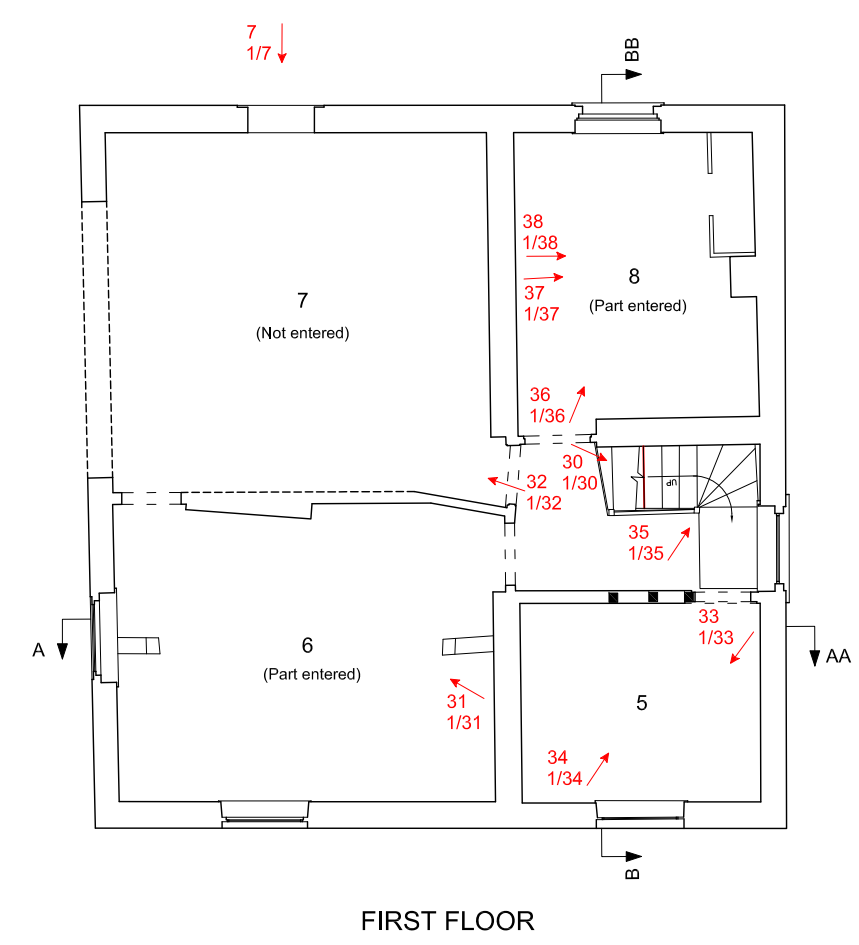 7
1/7
BB
38
1/38
37
1/37
8
(Part entered)
7
(Not entered)
36
1/36
30
1/30
32
1/32
UP
35
1/35
33
1/33
A
AA
6
(Part entered)
31
1/31
5
34
1/34
B
FIRST FLOOR